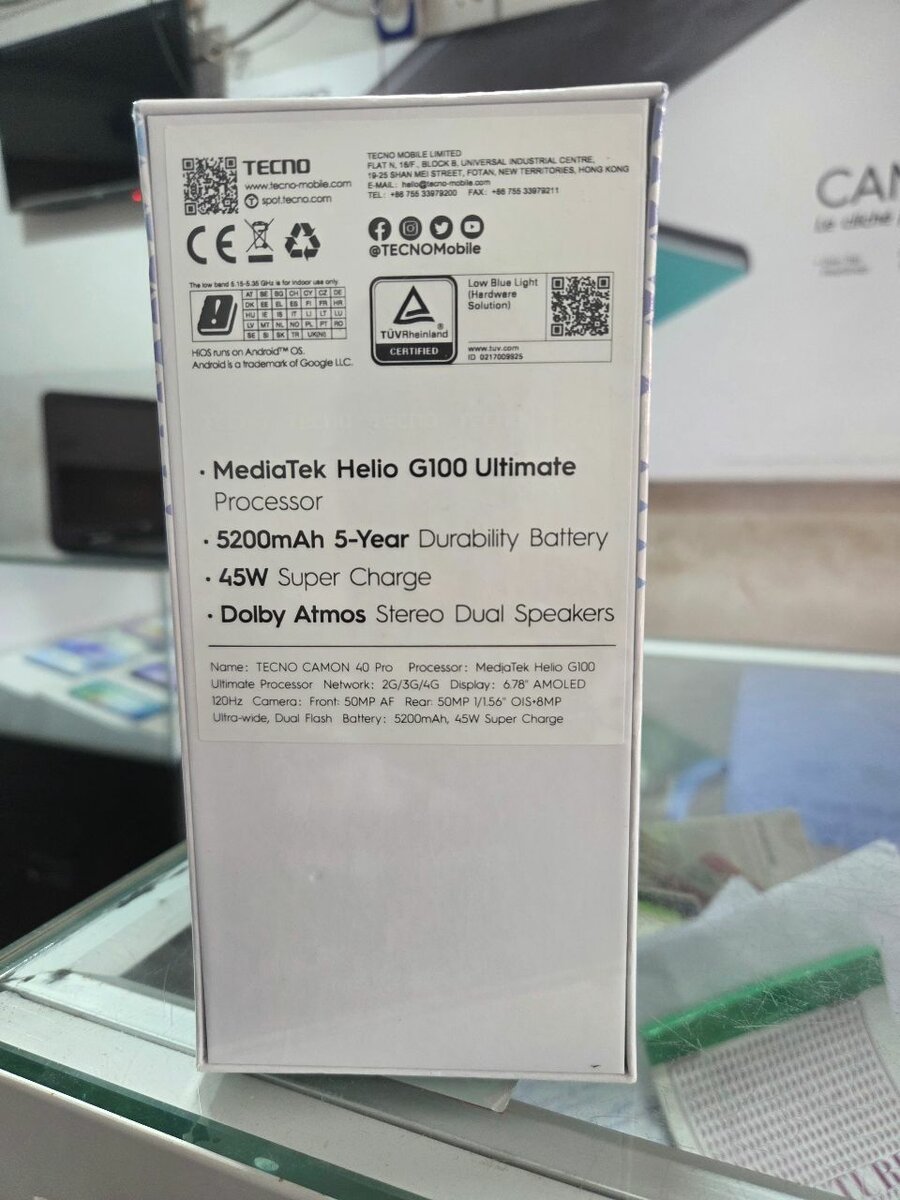 TECNO
www.tecno-mobile.com
spot.tecno.com
TECNO MOBILE LIMITED
FLAT N, 16/F., BLOCK B, UNIVERSAL INDUSTRIAL CENTRE,
19-25 SHAN MEI STREET, FOTAN, NEW TERRITORIES, HONG KONG
E-MAIL: hello@tecno-mobile.com
TEL: +86 755 33979200 FAX: +86 755 33979211
CE
@TECNOMobile
The low band 5.15-5.35 GHz is for indoor use only.
AT BE BG CH CY CZ DE
DK EE EL ES FI FR HR
HU IE IS IT LI LT LU
LV MT NL NO PL PT RO
SE SI SK TR UK(NI)
HiOS runs on Android™ OS.
Android is a trademark of Google LLC.
TÜVRheinland®
CERTIFIED
Low Blue Light
(Hardware
Solution)
www.tuv.com
ID 0217009825
• MediaTek Helio G100 Ultimate
Processor
• 5200mAh 5-Year Durability Battery
• 45W Super Charge
• Dolby Atmos Stereo Dual Speakers
Name: TECNO CAMON 40 Pro Processor: MediaTek Helio G100
Ultimate Processor Network: 2G/3G/4G Display: 6.78" AMOLED
120Hz Camera: Front: 50MP AF Rear: 50MP 1/1.56" OIS+8MP
Ultra-wide, Dual Flash Battery: 5200mAh, 45W Super Charge
CAM
Le cliché